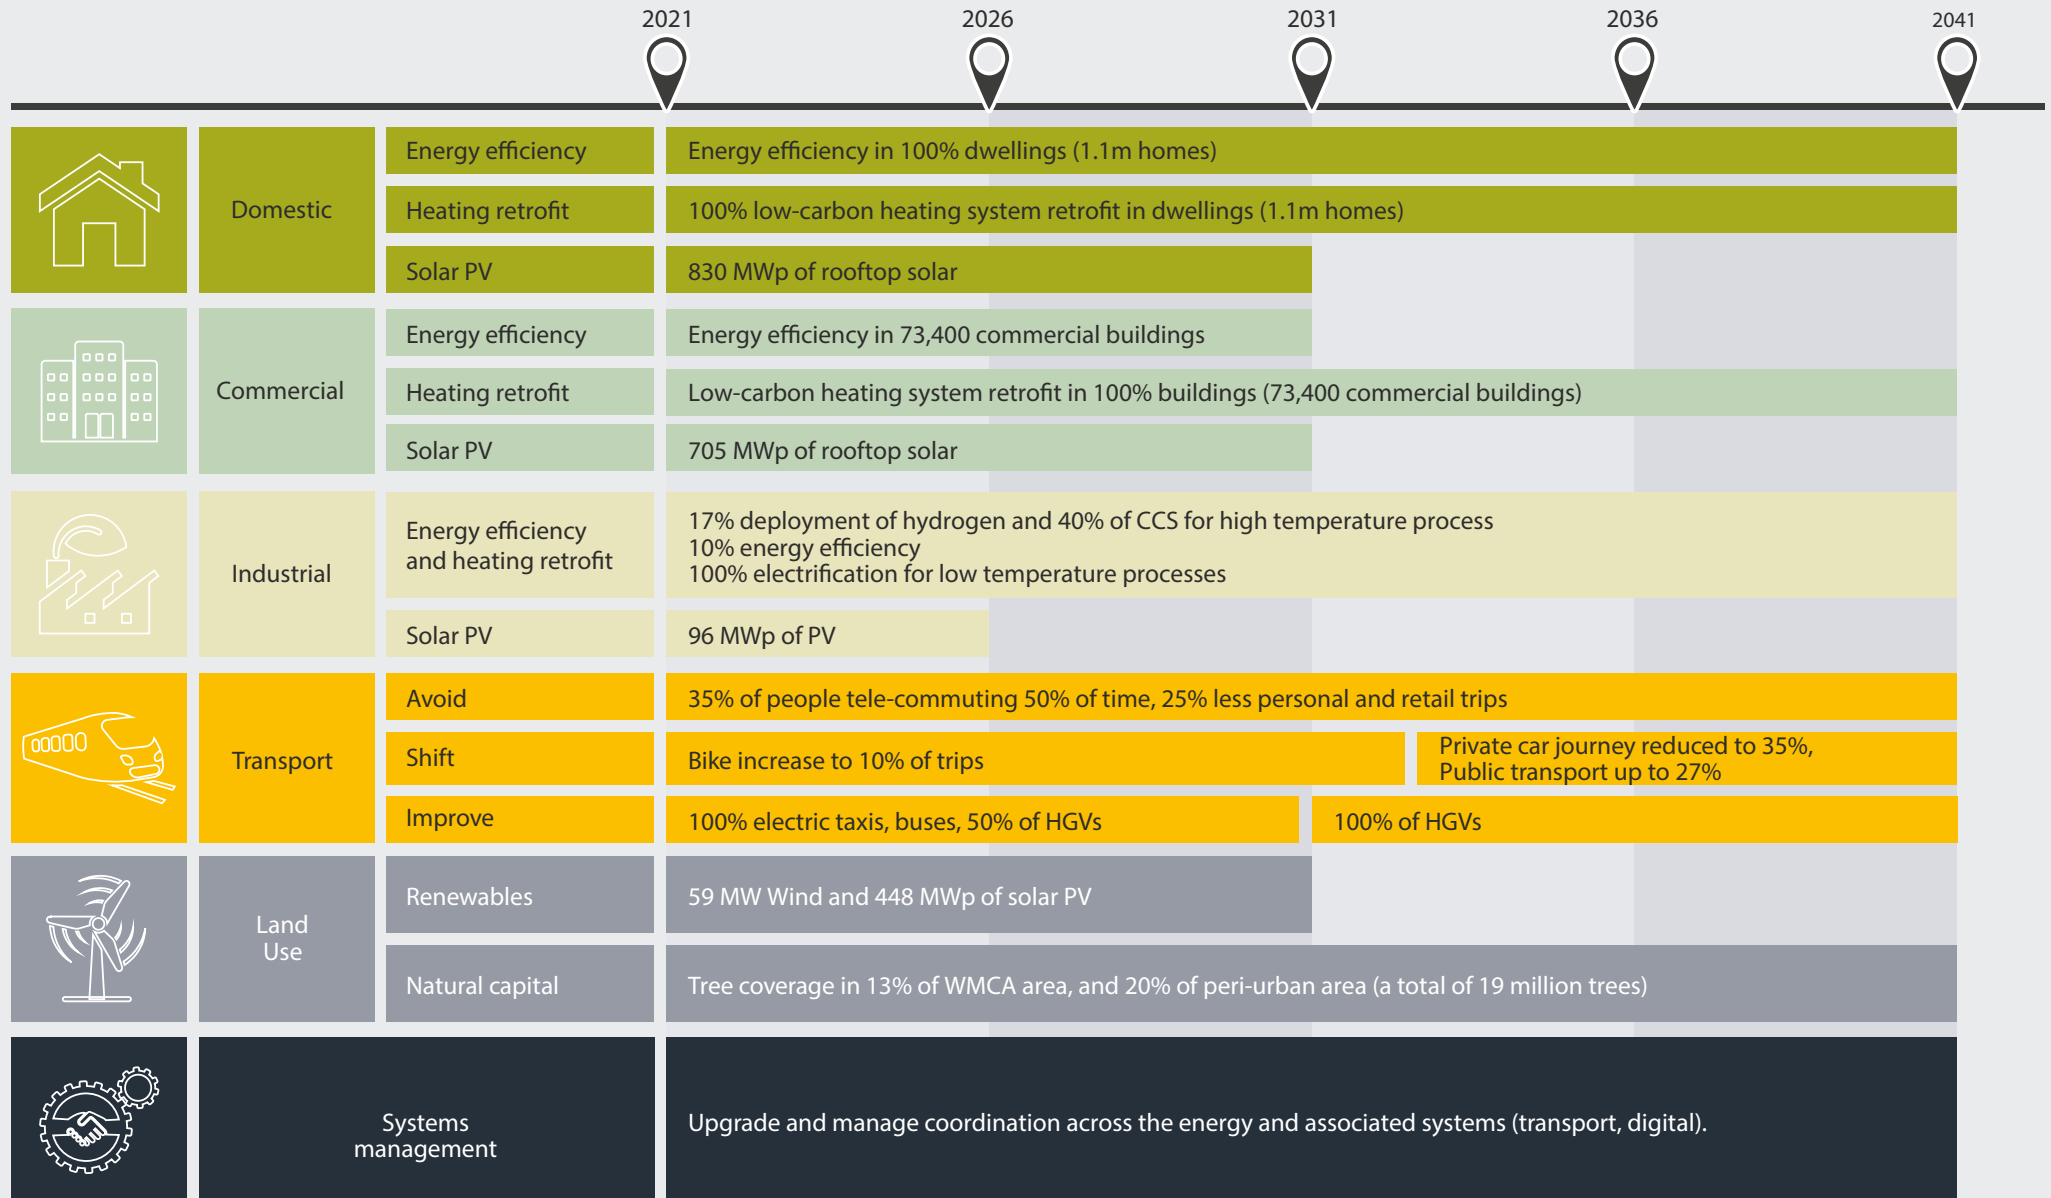 2021
2026
2031
2036
2041
Domestic
Energy efficiency
Energy efficiency in 100% dwellings (1.1m homes)
Heating retrofit
100% low-carbon heating system retrofit in dwellings (1.1m homes)
Solar PV
830 MWp of rooftop solar
Commercial
Energy efficiency
Energy efficiency in 73,400 commercial buildings
Heating retrofit
Low-carbon heating system retrofit in 100% buildings (73,400 commercial buildings)
Solar PV
705 MWp of rooftop solar
Industrial
Energy efficiency
and heating retrofit
17% deployment of hydrogen and 40% of CCS for high temperature process
10% energy efficiency
100% electrification for low temperature processes
Solar PV
96 MWp of PV
Transport
Avoid
35% of people tele-commuting 50% of time, 25% less personal and retail trips
Shift
Bike increase to 10% of trips
Private car journey reduced to 35%,
Public transport up to 27%
Improve
100% electric taxis, buses, 50% of HGVs
100% of HGVs
Land
Use
Renewables
59 MW Wind and 448 MWp of solar PV
Natural capital
Tree coverage in 13% of WMCA area, and 20% of peri-urban area (a total of 19 million trees)
Systems
management
Upgrade and manage coordination across the energy and associated systems (transport, digital).